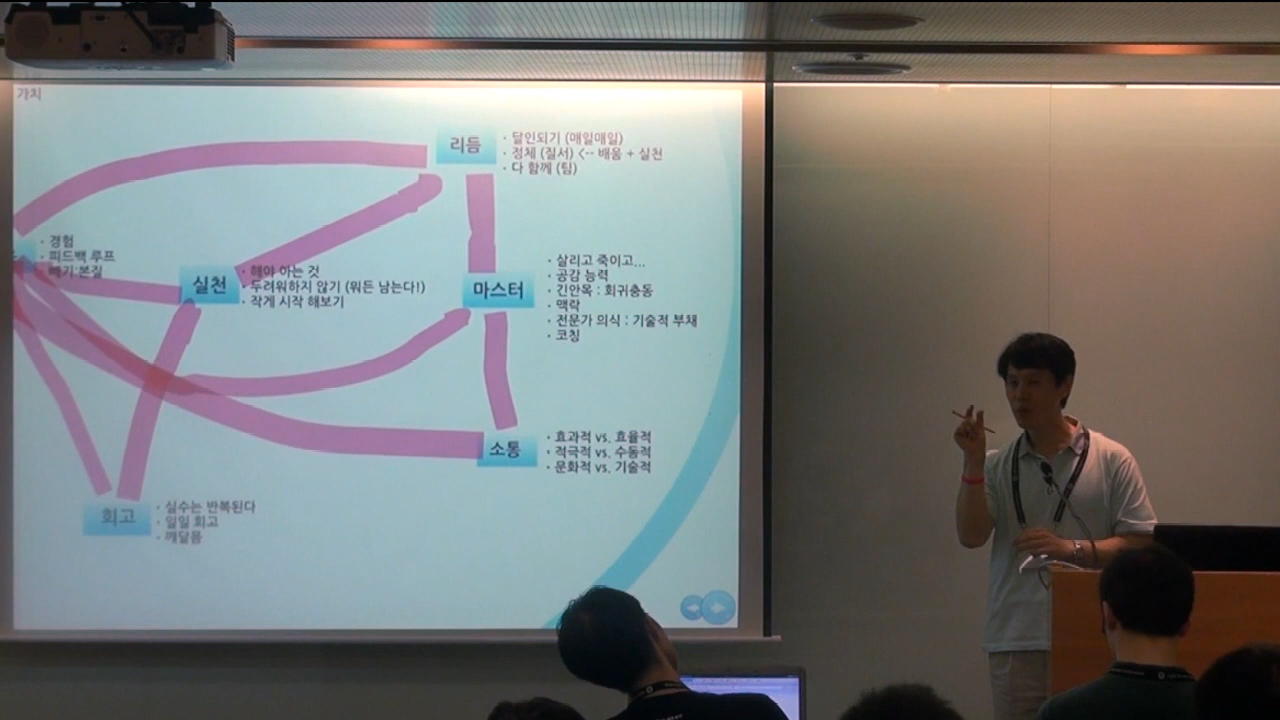 가치
리듬
· 달인되기 (매일매일)
· 정체 (질서) <-- 배움 + 실천
· 다 함께 (팀)
· 경험
· 피드백 루프
· 빼기:본질
실천
· 해야 아는 것
· 두려워하지 않기 (뭐든 남는다!)
· 작게 시작 해보기
마스터
· 살리고 죽이고...
· 공감 능력
· 긴안목 : 회귀충동
· 맥락
· 전문가 의식 : 기술적 부채
· 코칭
소통
· 효과적 vs. 효율적
· 적극적 vs. 수동적
· 문화적 vs. 기술적
회고
· 실수는 반복된다
· 일일 회고
· 깨달음